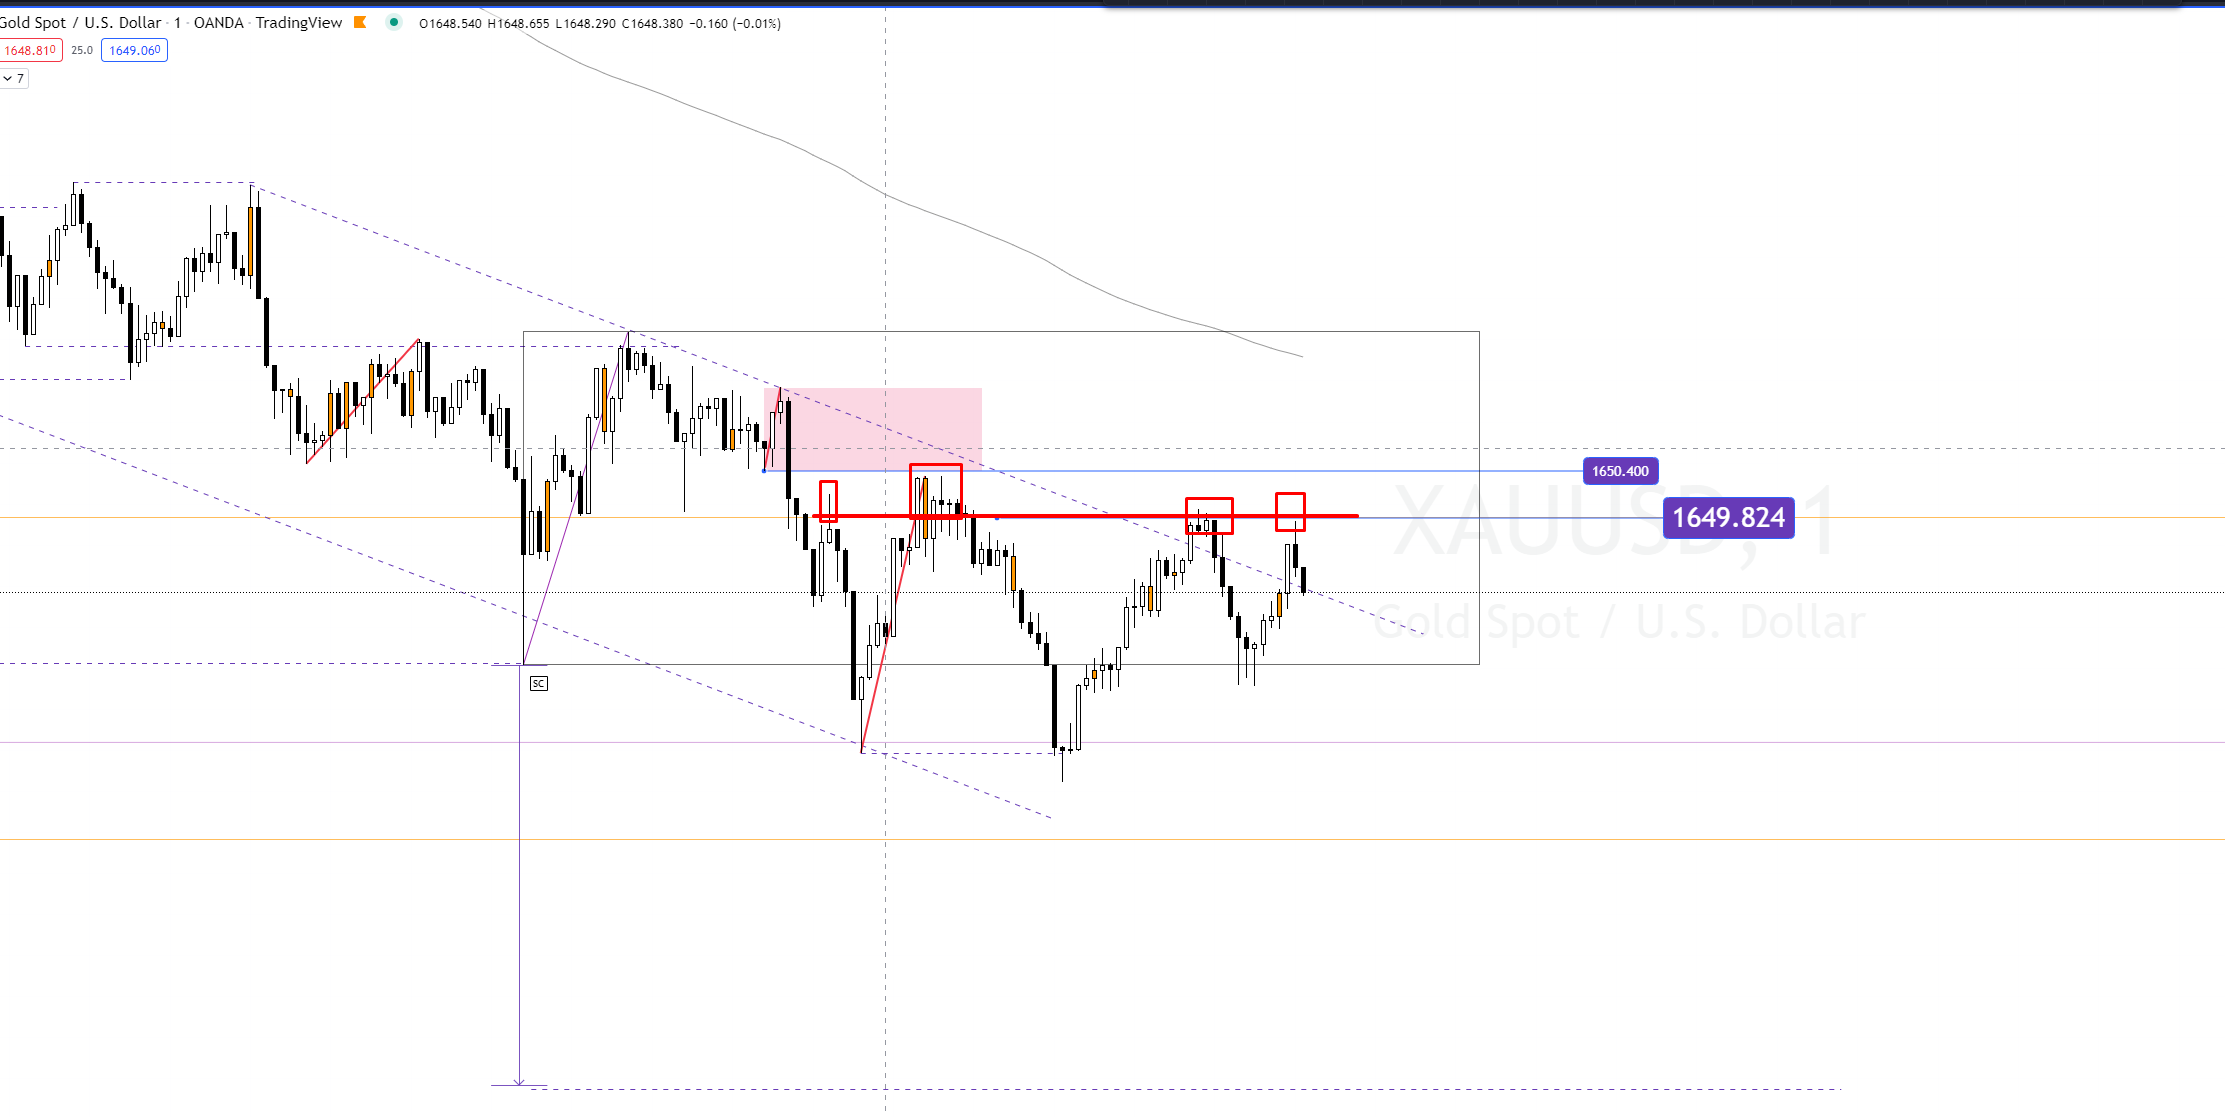 Gold Spot / U.S. Dollar · 1 · OANDA · TradingView O1648.540 H1648.655 L1648.290 C1648.380 −0.160 (−0.01%)
1648.810 25.0 1649.060
7
1650.400
XAUUSD, 1
1649.824
Gold Spot / U.S. Dollar
SC